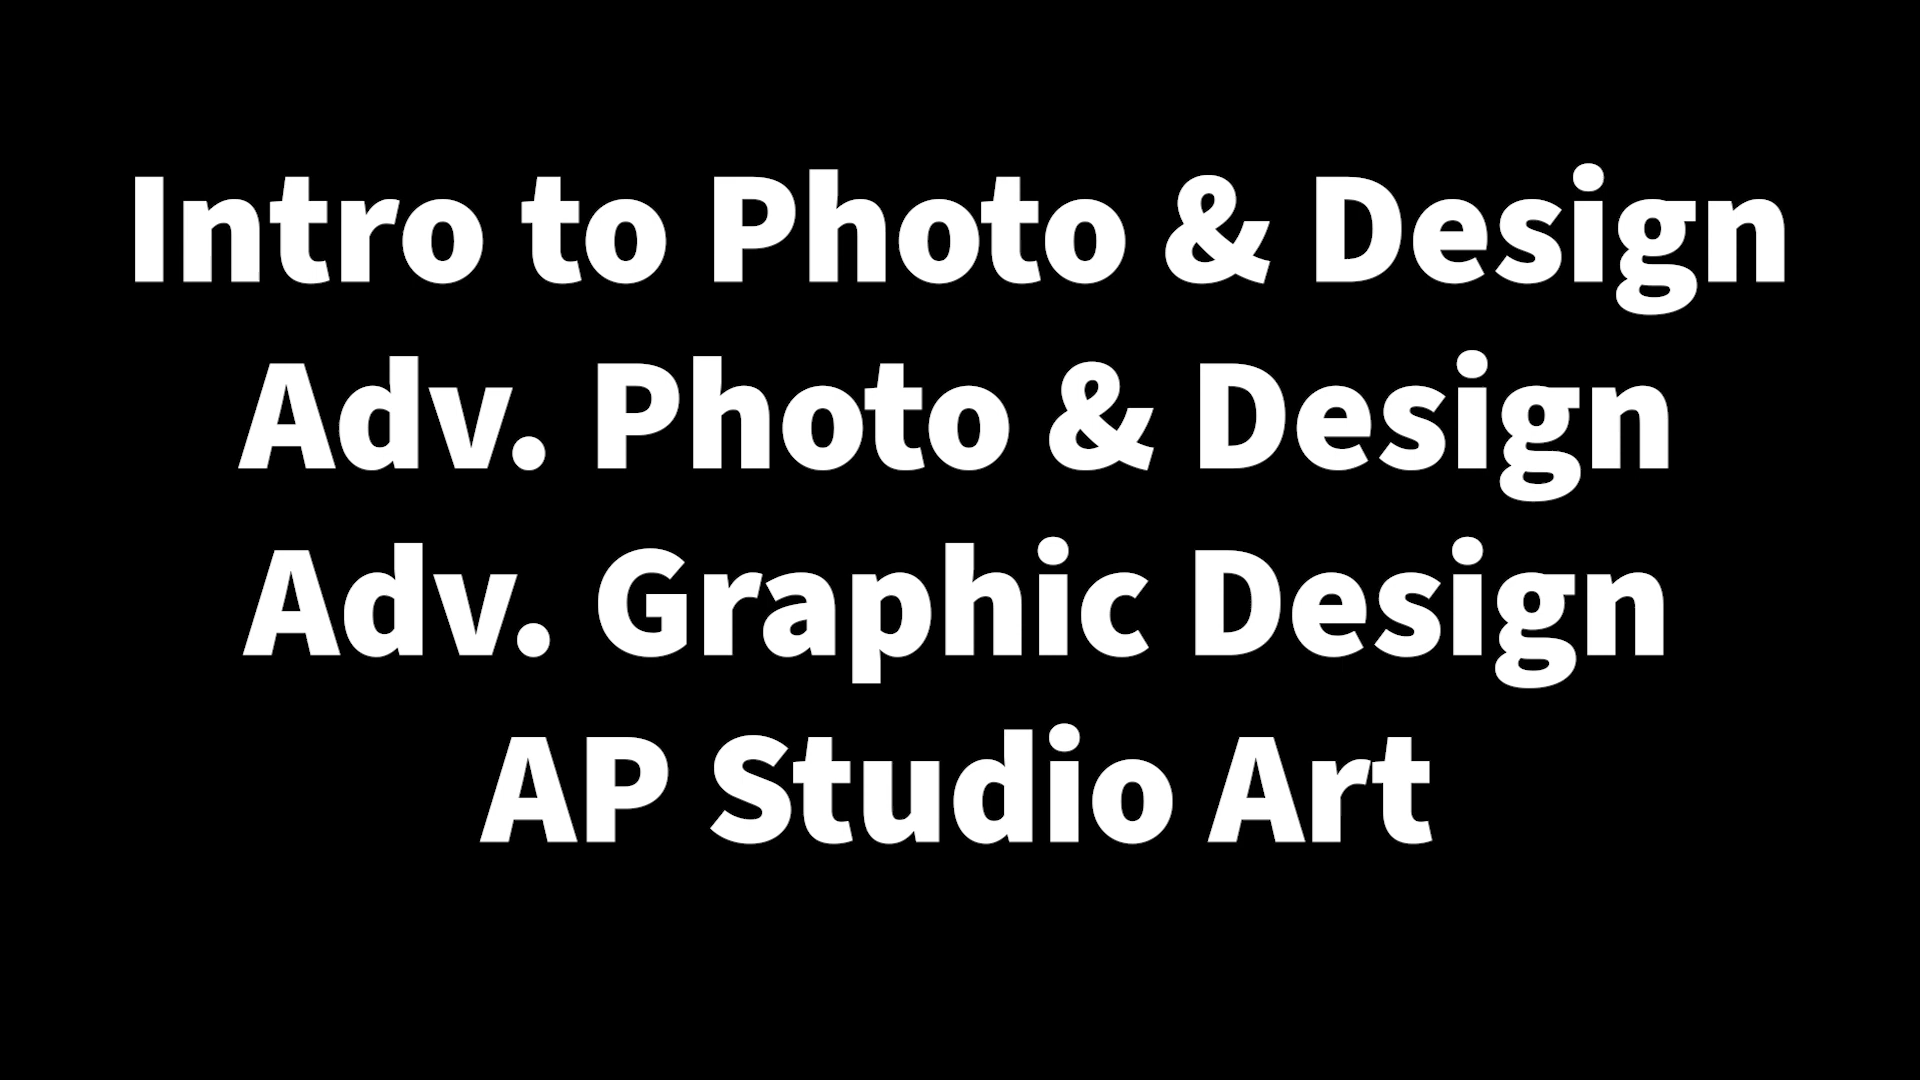 Intro to Photo & Design
Adv. Photo & Design
Adv. Graphic Design
AP Studio Art